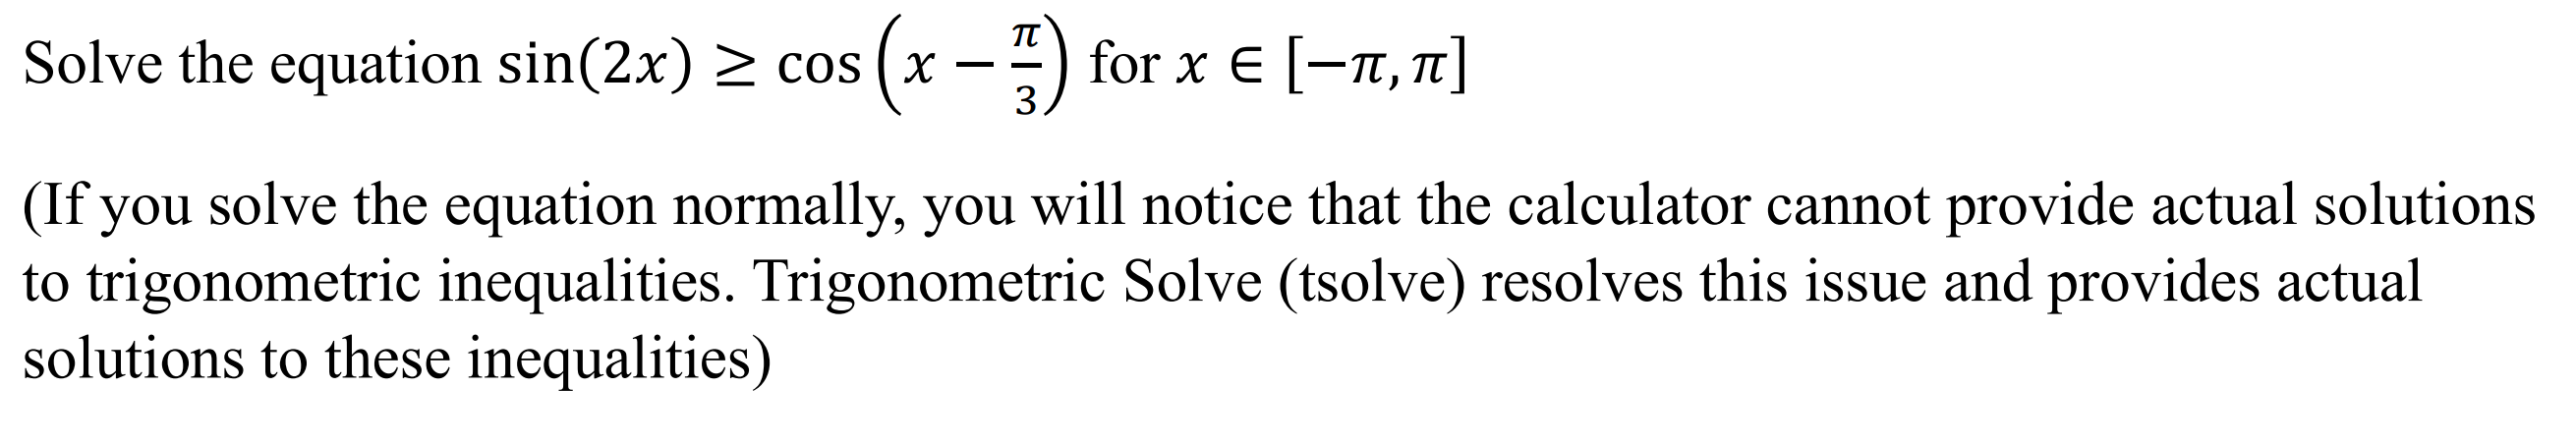 Solve the equation sin(2x) ≥ cos(x − π/3) for x ∈ [−π, π]
(If you solve the equation normally, you will notice that the calculator cannot provide actual solutions
to trigonometric inequalities. Trigonometric Solve (tsolve) resolves this issue and provides actual
solutions to these inequalities)